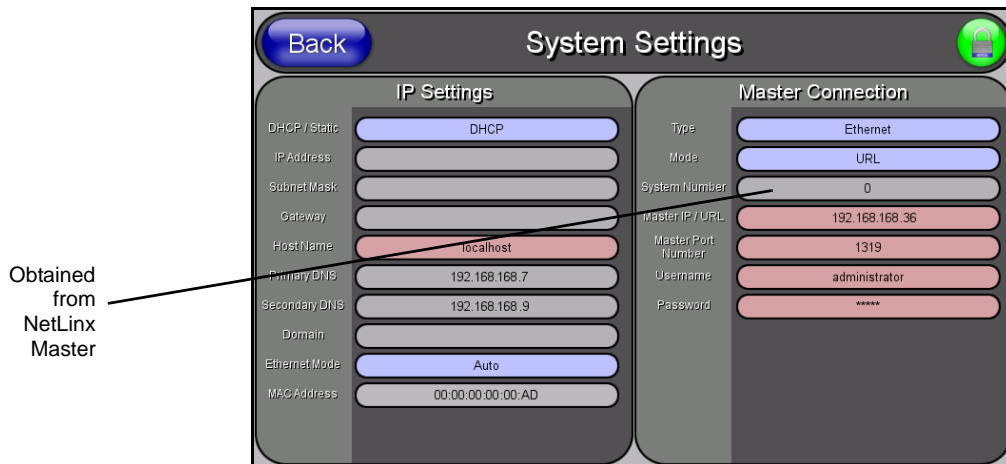 Back
System Settings
IP Settings
DHCP / Static
DHCP
IP Address
Subnet Mask
Gateway
Host Name
localhost
Primary DNS
192.168.168.7
Secondary DNS
192.168.168.9
Domain
Ethernet Mode
Auto
MAC Address
00:00:00:00:00:AD
Master Connection
Type
Ethernet
Mode
URL
System Number
0
Master IP / URL
192.168.168.36
Master Port
Number
1319
Username
administrator
Password
*****
Obtained
from
NetLinx
Master